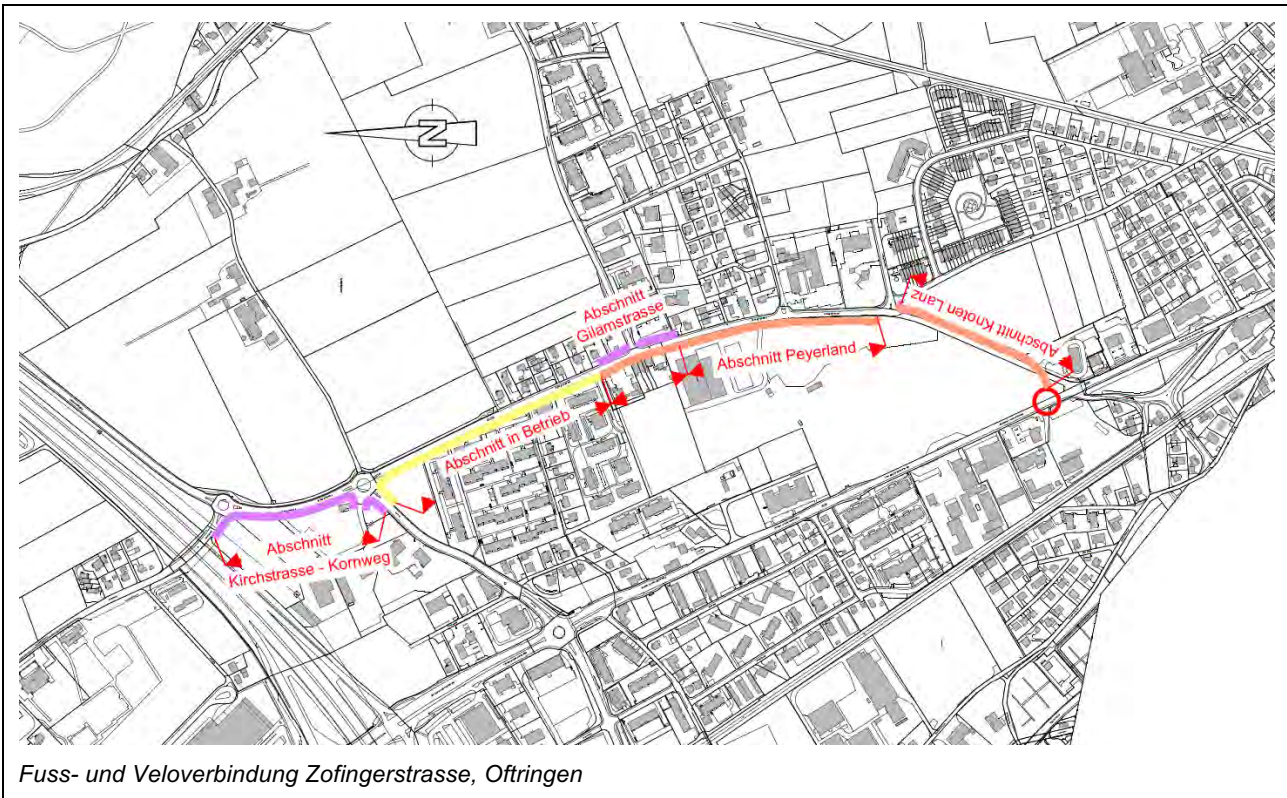 N
Abschnitt
Gilamstrasse
Abschnitt Knoten Lanz
Abschnitt Peyerland
Abschnitt in Betrieb
Abschnitt
Kirchstrasse - Kornweg
Fuss- und Veloverbindung Zofingerstrasse, Oftringen